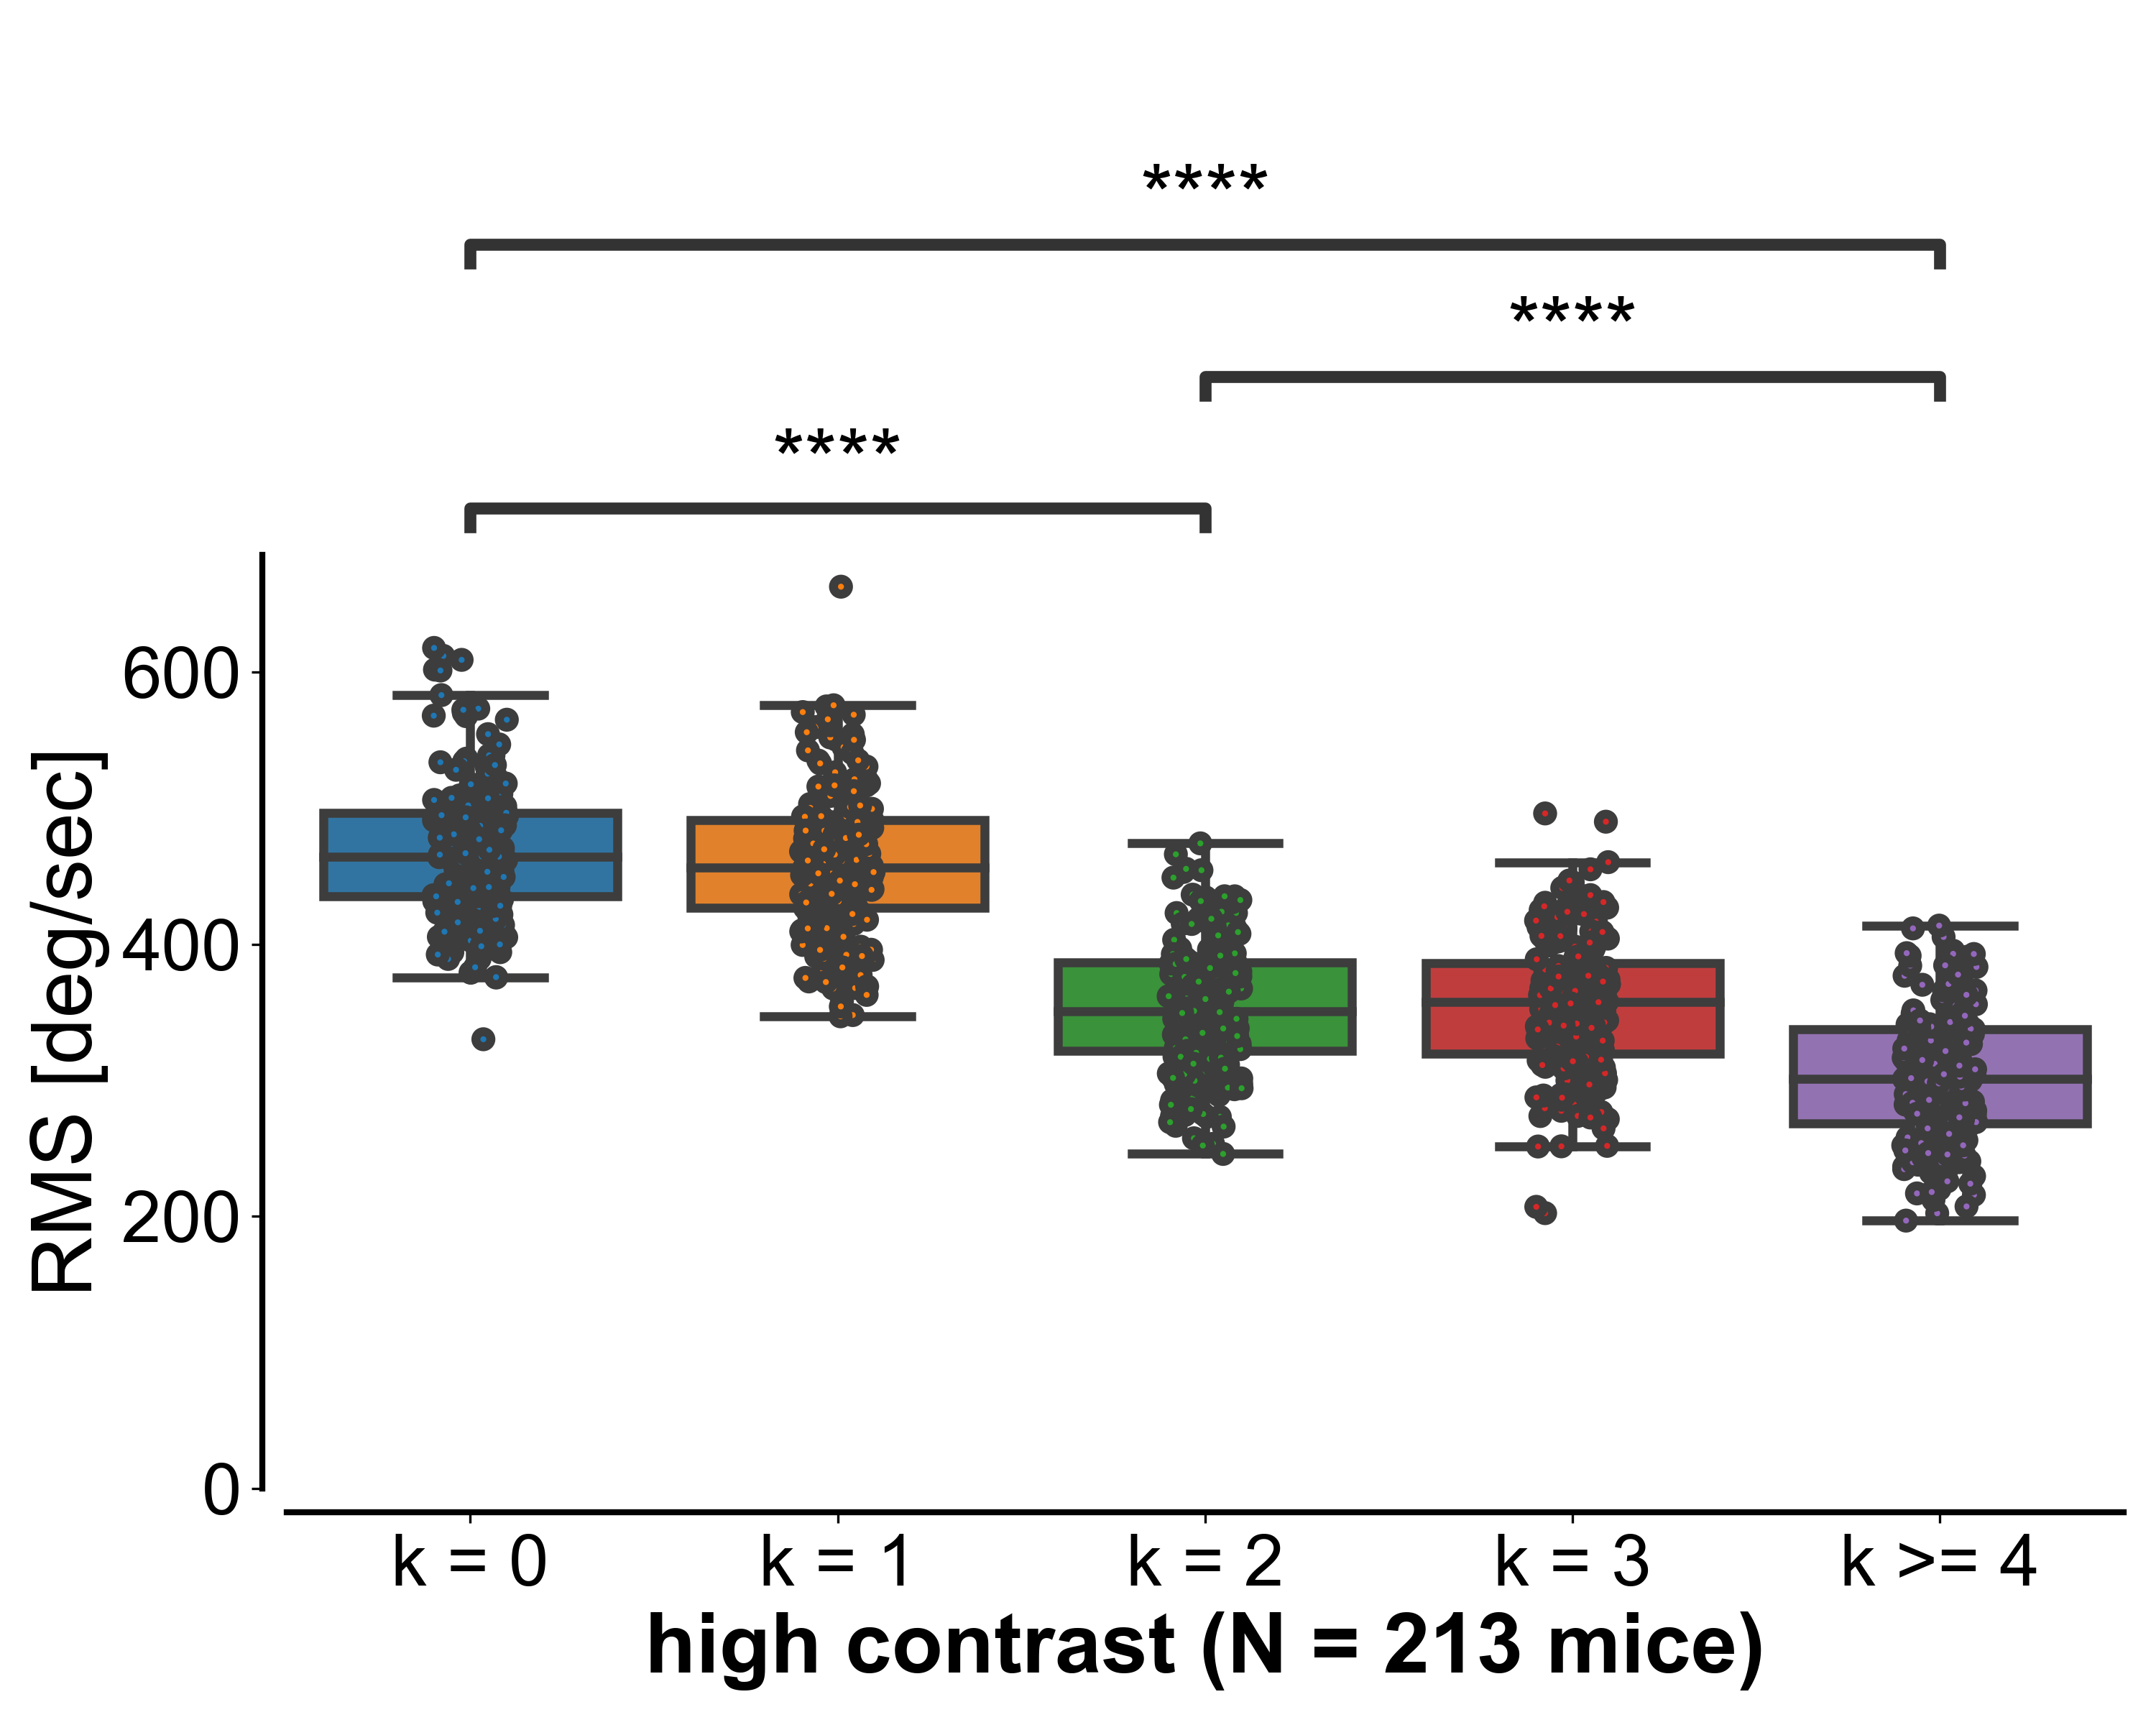 ****
****
****
RMS [deg/sec]
600
400
200
0
k = 0
k = 1
k = 2
k = 3
k >= 4
high contrast (N = 213 mice)